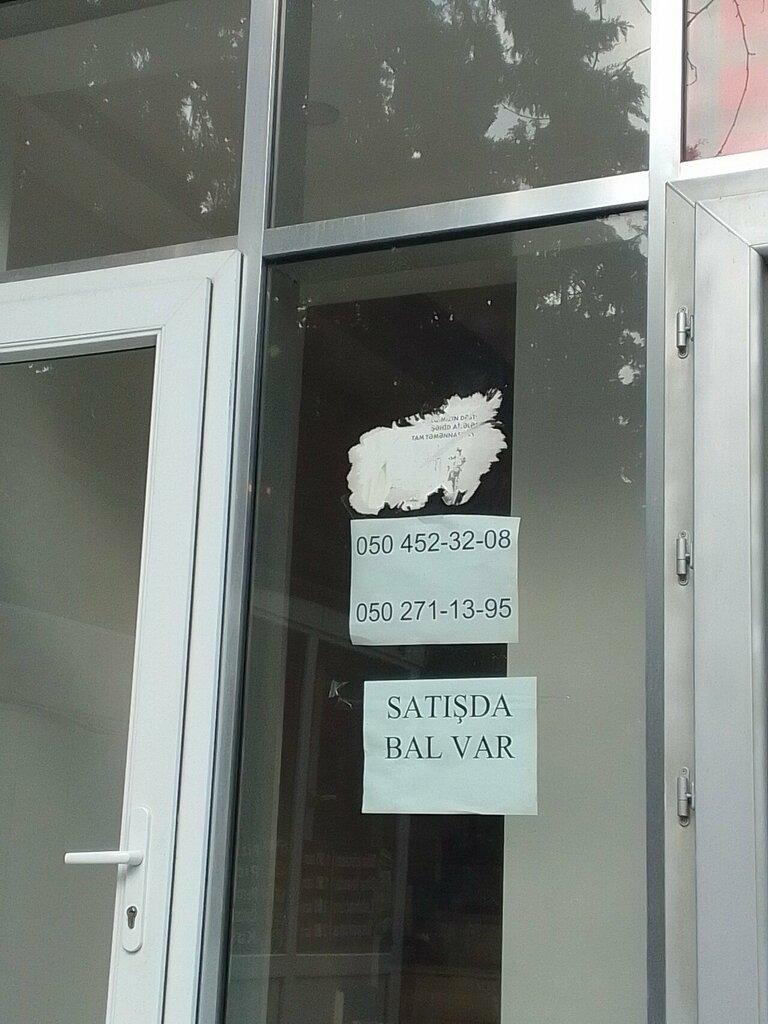 050 452-32-08
050 271-13-95
SATIŞDA
BAL VAR